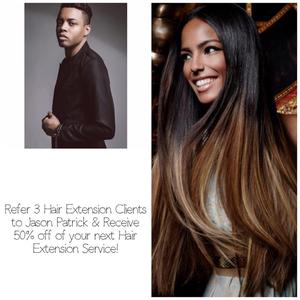 Refer 3 Hair Extension Clients
to Jason Patrick & Receive
50% off of your next Hair
Extension Service!